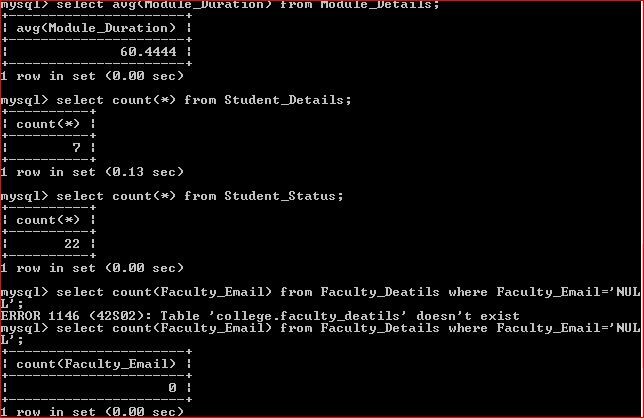 mysql> select avg(Module_Duration) from Module_Details;
+----------------------+
| avg(Module_Duration) |
+----------------------+
|              60.4444 |
+----------------------+
1 row in set (0.00 sec)
mysql> select count(*) from Student_Details;
+----------+
| count(*) |
+----------+
|        7 |
+----------+
1 row in set (0.13 sec)
mysql> select count(*) from Student_Status;
+----------+
| count(*) |
+----------+
|       22 |
+----------+
1 row in set (0.00 sec)
mysql> select count(Faculty_Email) from Faculty_Deatils where Faculty_Email='NUL
L';
ERROR 1146 (42S02): Table 'college.faculty_deatils' doesn't exist
mysql> select count(Faculty_Email) from Faculty_Details where Faculty_Email='NUL
L';
+----------------------+
| count(Faculty_Email) |
+----------------------+
|                    0 |
+----------------------+
1 row in set (0.00 sec)